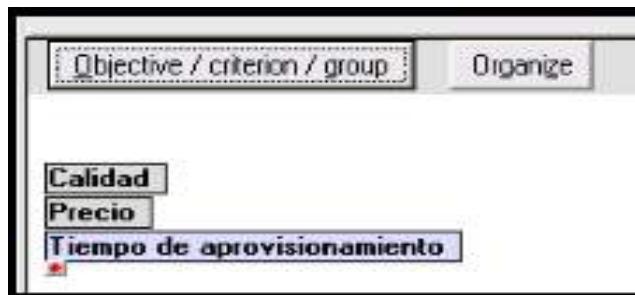 Objective / criterion / group Organize
Calidad
Precio
Tiempo de aprovisionamiento